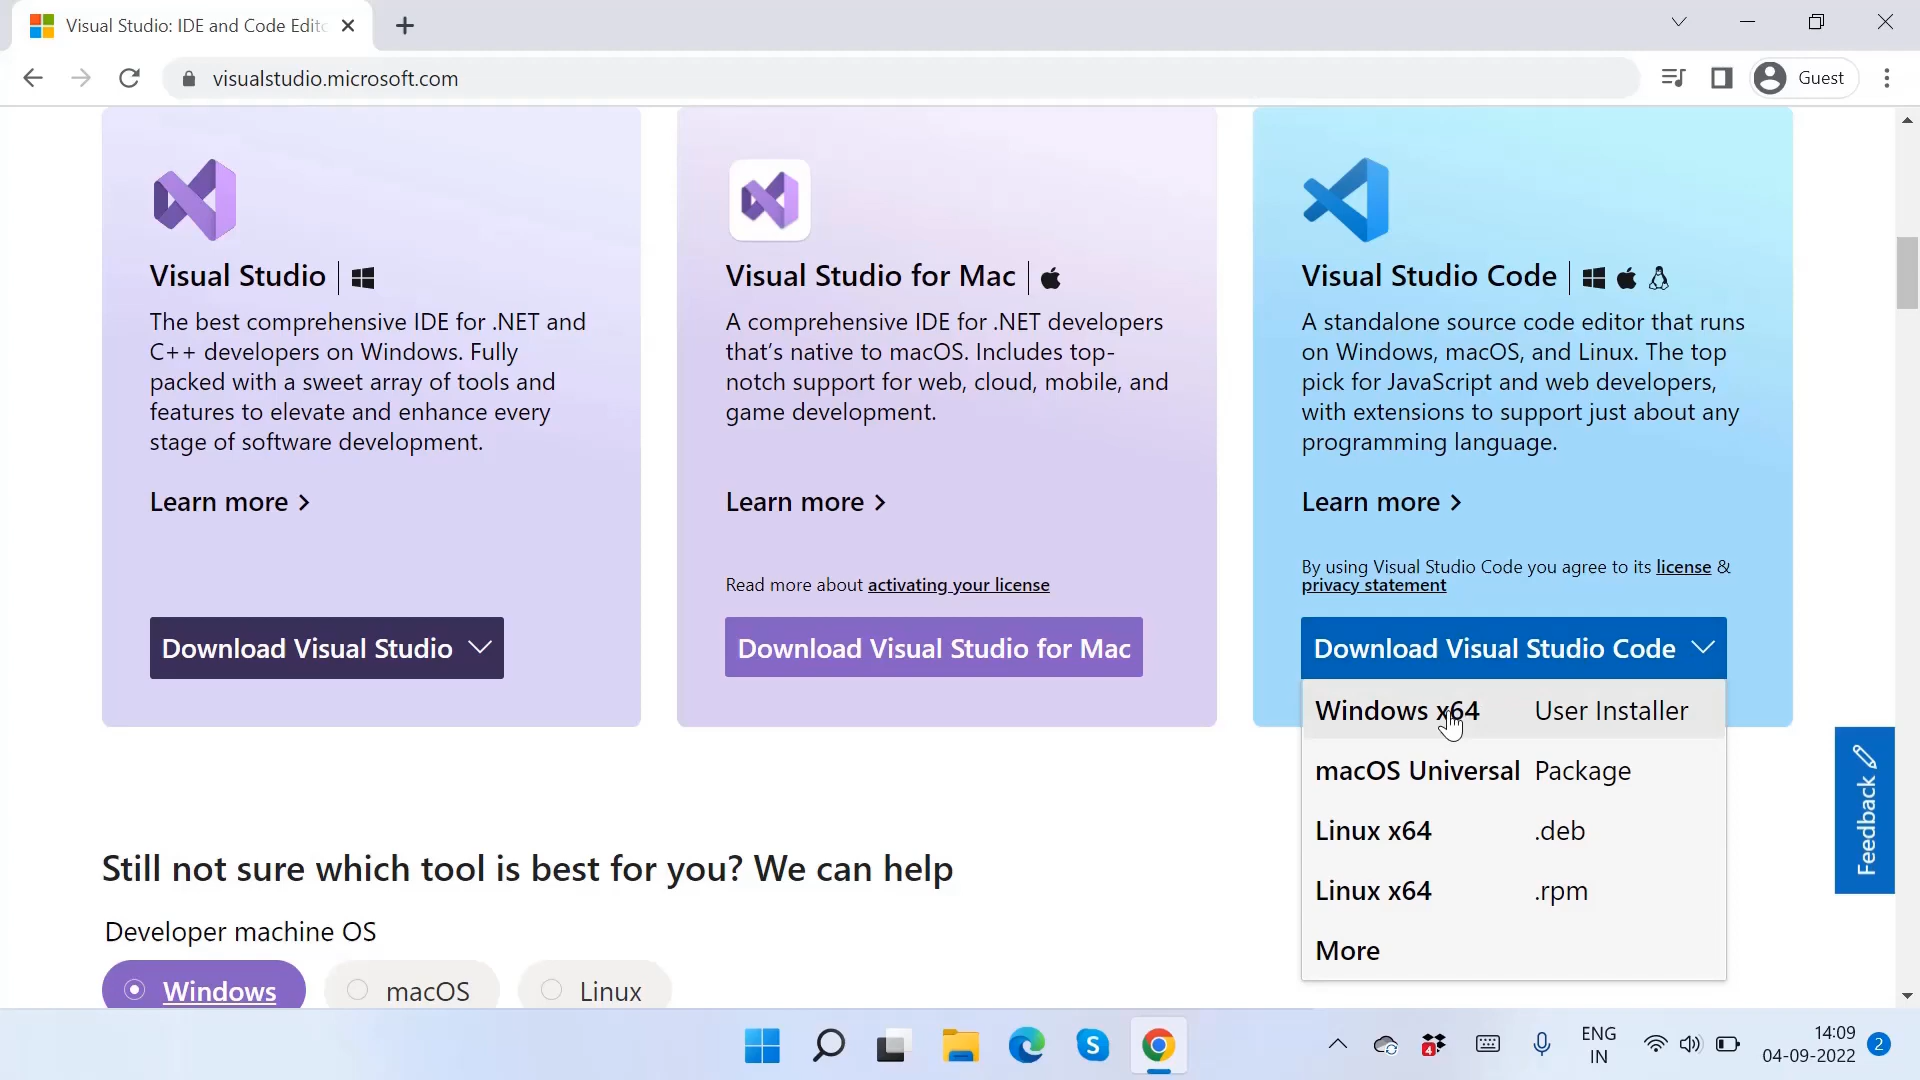 Visual Studio: IDE and Code Edit
visualstudio.microsoft.com
Guest
Visual Studio
The best comprehensive IDE for .NET and
C++ developers on Windows. Fully
packed with a sweet array of tools and
features to elevate and enhance every
stage of software development.
Learn more
Download Visual Studio
Visual Studio for Mac
A comprehensive IDE for .NET developers
that’s native to macOS. Includes top-
notch support for web, cloud, mobile, and
game development.
Learn more
Read more about activating your license
Download Visual Studio for Mac
Visual Studio Code
A standalone source code editor that runs
on Windows, macOS, and Linux. The top
pick for JavaScript and web developers,
with extensions to support just about any
programming language.
Learn more
By using Visual Studio Code you agree to its license &
privacy statement
Download Visual Studio Code
Windows x64 User Installer
macOS Universal Package
Linux x64 .deb
Linux x64 .rpm
More
Feedback
Still not sure which tool is best for you? We can help
Developer machine OS
Windows
macOS
Linux
S
4
ENG
IN
14:09
04-09-2022
2